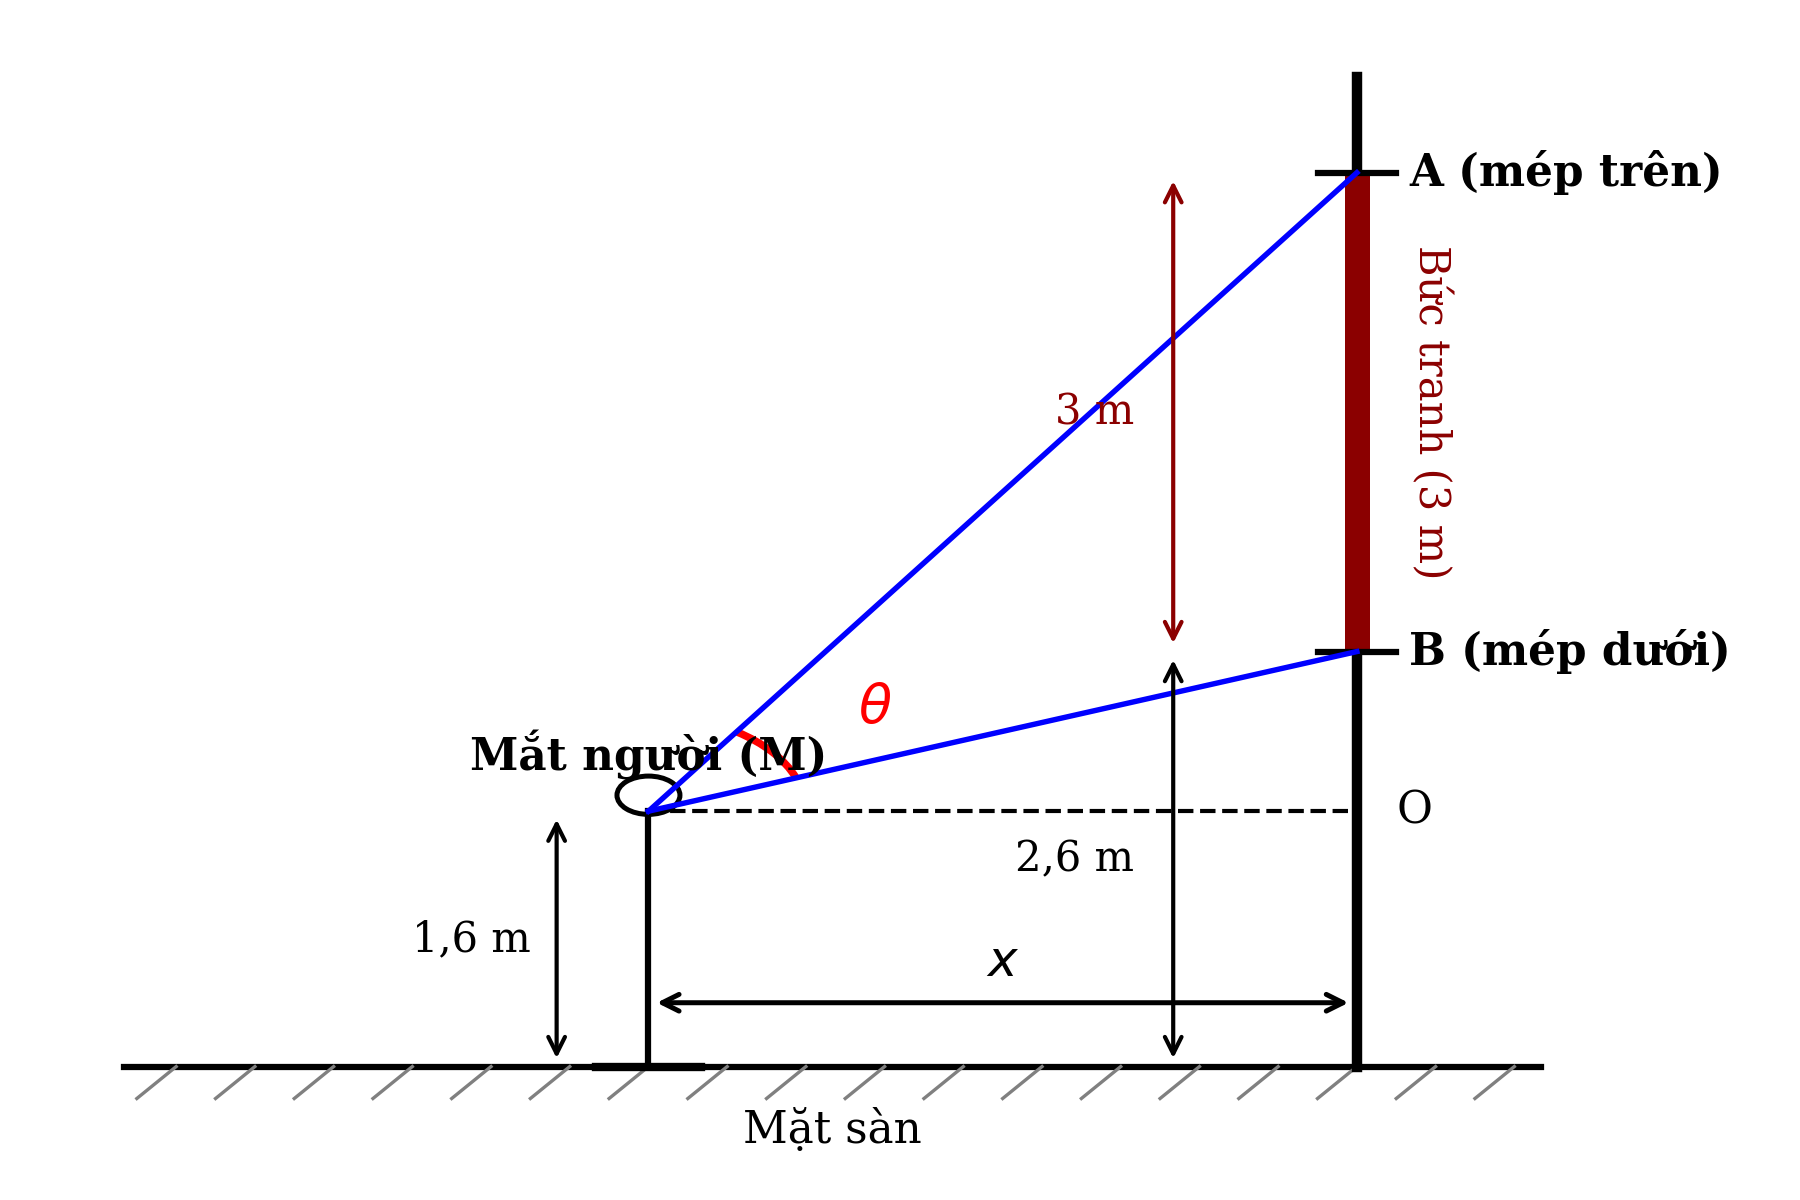 A (mép trên)
Bức tranh (3 m)
3 m
B (mép dưới)
θ
Mắt người (M)
O
2,6 m
1,6 m
x
Mặt sàn